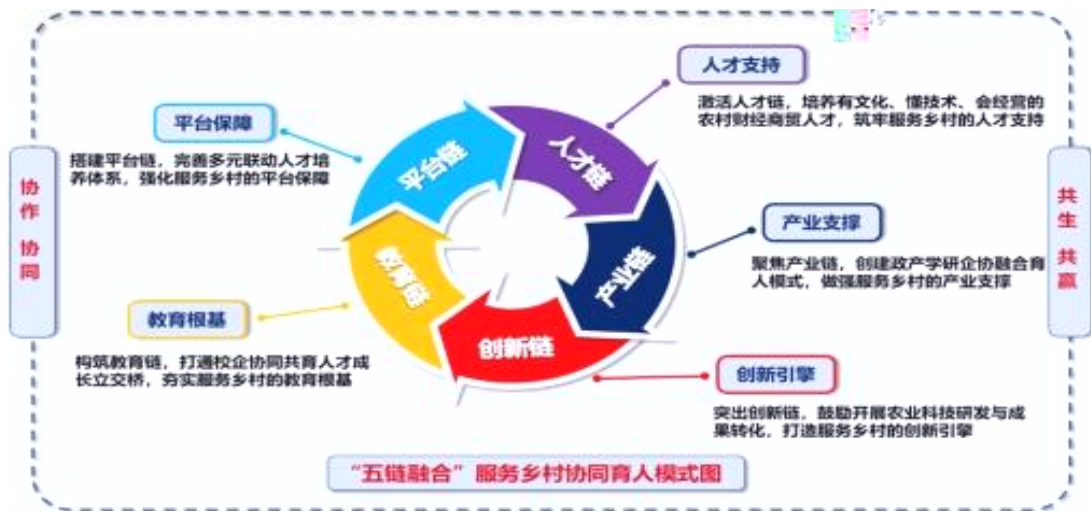 人才支持
激活人才链，培养有文化、懂技术、会经营的
农村财经商贸人才，筑牢服务乡村的人才支持
平台保障
搭建平台链，完善多元联动人才培
养体系，强化服务乡村的平台保障
平台链
人才链
协作 协同
共生 共赢
产业支撑
聚焦产业链，创建政产学研企协融合育
人模式，做强服务乡村的产业支撑
教育链
产业链
教育根基
构筑教育链，打通校企协同共育人才成
长立交桥，夯实服务乡村的教育根基
创新链
创新引擎
突出创新链，鼓励开展农业科技研发与成
果转化，打造服务乡村的创新引擎
“五链融合”服务乡村协同育人模式图